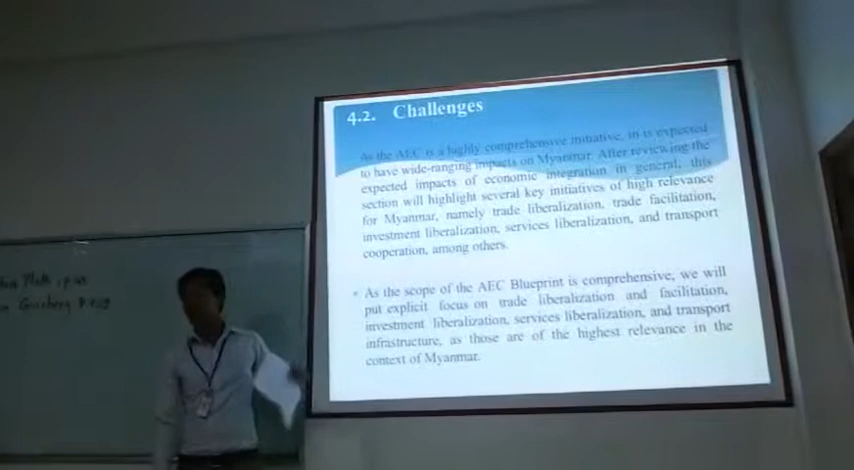 4.2. Challenges
As the AEC is a highly comprehensive initiative, in is expected
to have wide-ranging impacts on Myanmar. After reviewing the
expected impacts of economic integration in general, this
section will highlight several key initiatives of high relevance
for Myanmar, namely trade liberalization, trade facilitation,
investment liberalization, services liberalization, and transport
cooperation, among others.
• As the scope of the AEC Blueprint is comprehensive, we will
put explicit focus on trade liberalization and facilitation,
investment liberalization, services liberalization, and transport
infrastructure, as those are of the highest relevance in the
context of Myanmar.